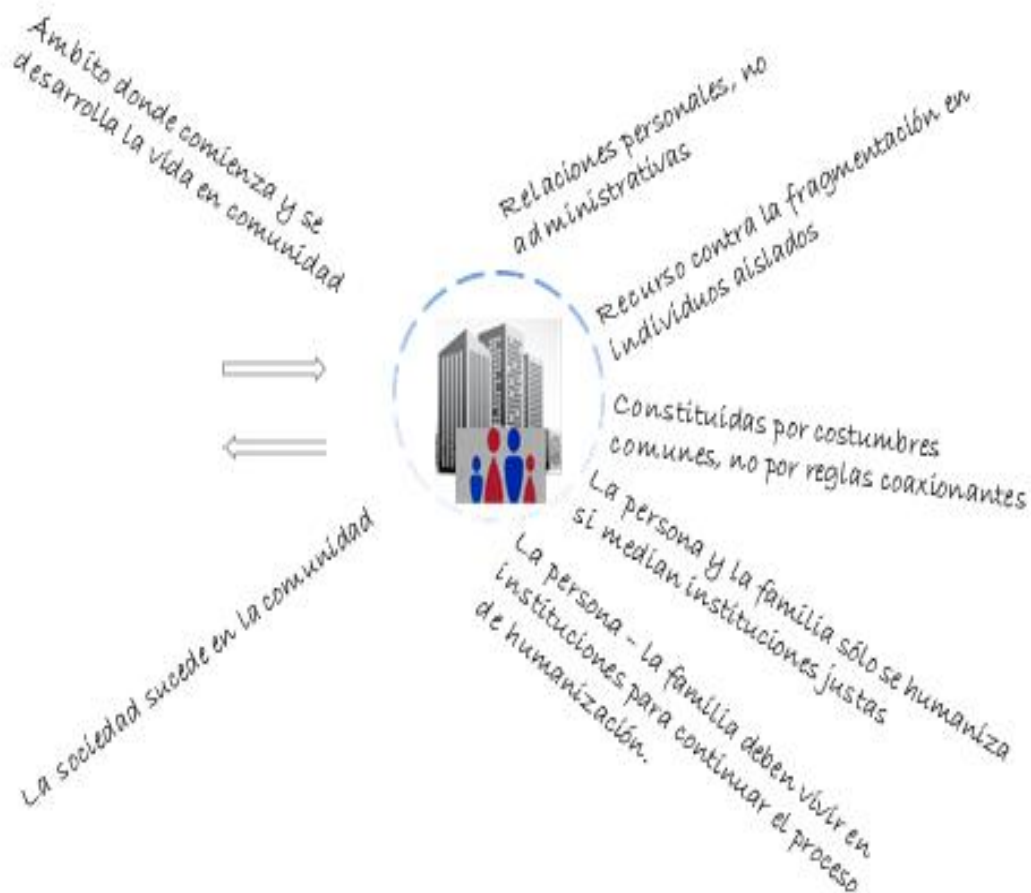 Ámbito donde comienza y se
desarrolla la vida en comunidad
Relaciones personales, no
administrativas
Recurso contra la fragmentación en
individuos aislados
Constituidas por costumbres
comunes, no por reglas coaxionantes
La persona y la familia sólo se humaniza
si median instituciones justas
La persona – la familia deben vivir en
instituciones para continuar el proceso
de humanización.
La sociedad sucede en la comunidad